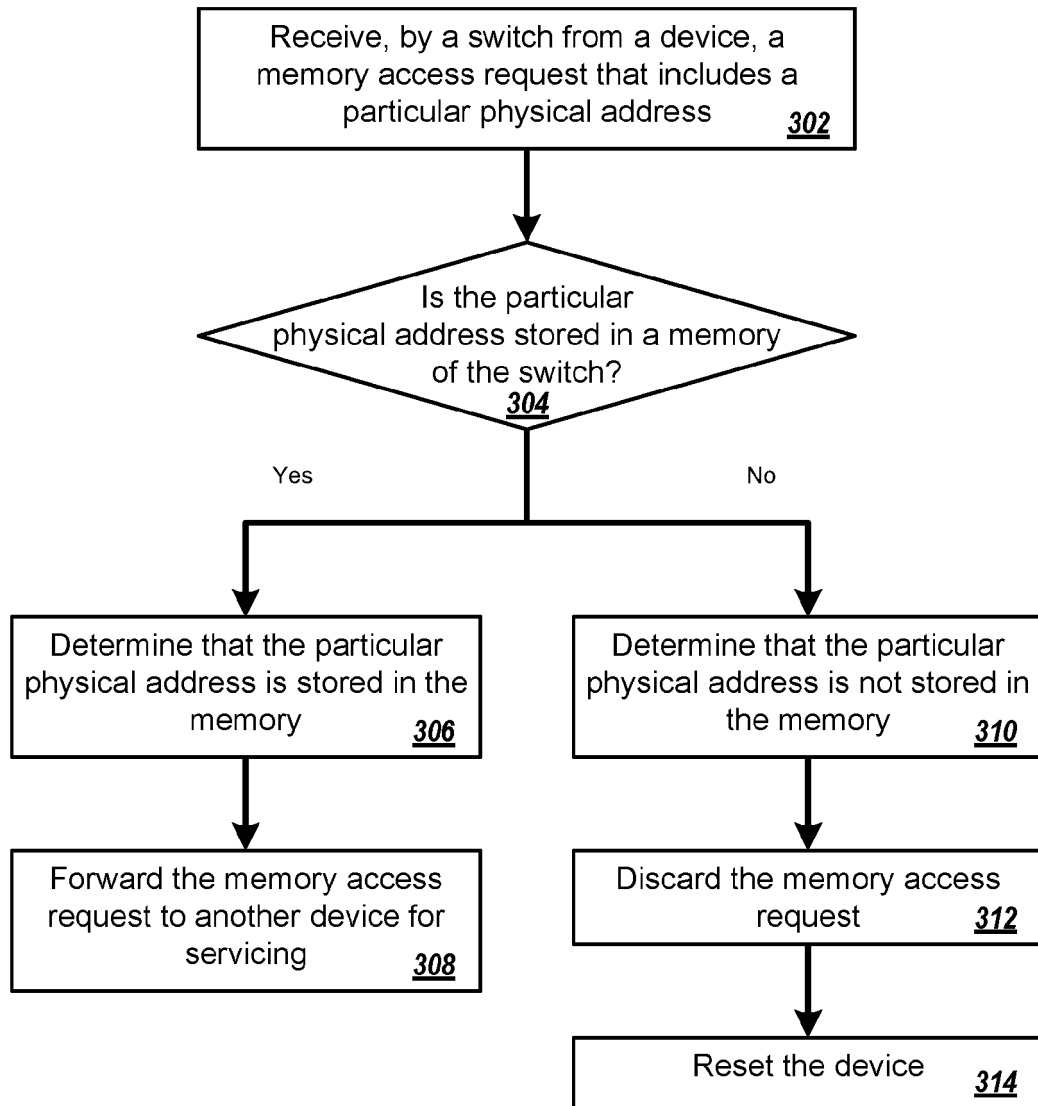 Receive, by a switch from a device, a
memory access request that includes a
particular physical address
302
Is the particular
physical address stored in a memory
of the switch?
304
Yes
No
Determine that the particular
physical address is stored in the
memory
306
Determine that the particular
physical address is not stored in
the memory
310
Forward the memory access
request to another device for
servicing
308
Discard the memory access
request
312
Reset the device
314